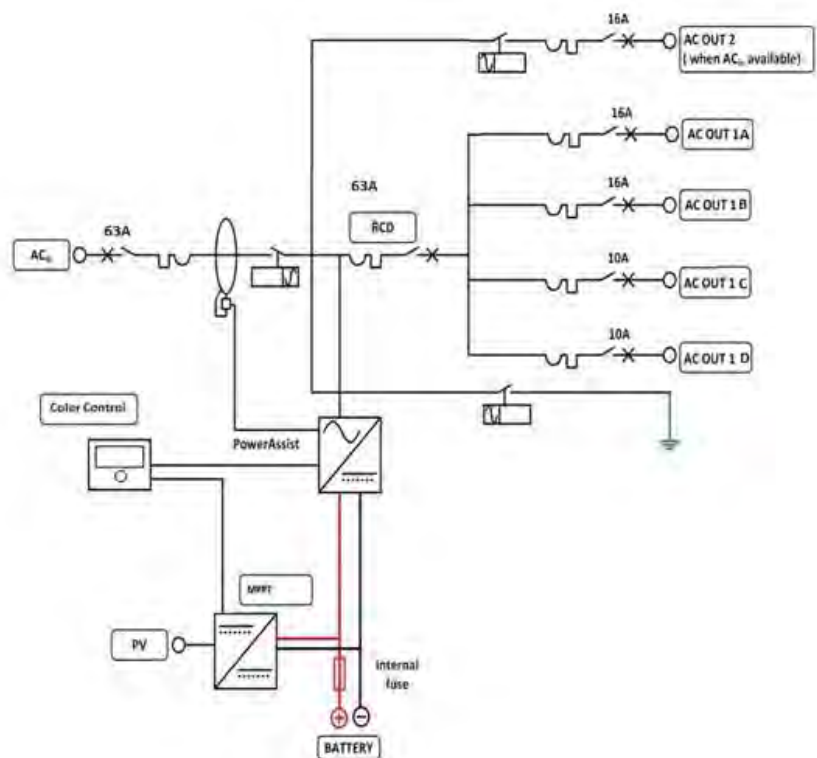 16A
AC OUT 2
( when ACin available)
16A
AC OUT 1A
63A
16A
AC OUT 1B
RCD
63A
ACin
10A
AC OUT 1 C
10A
AC OUT 1 D
Color Control
PowerAssist
MPPT
PV
Internal
fuse
+
−
BATTERY